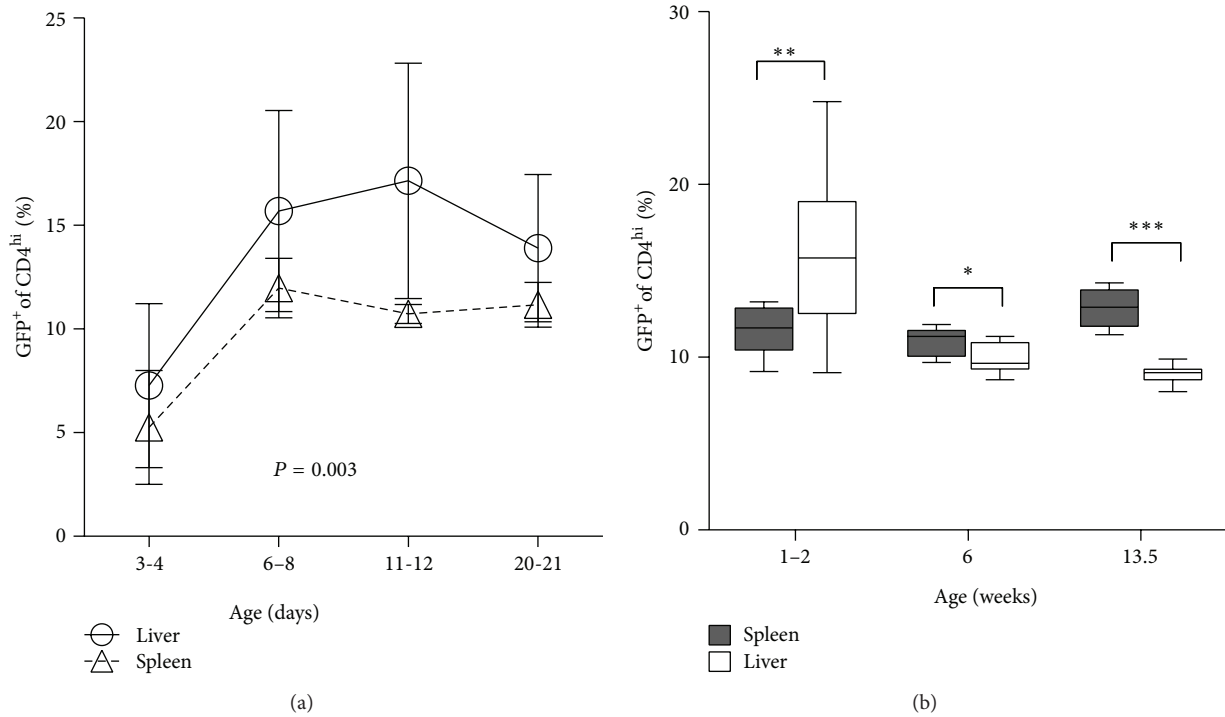 25
20
15
10
5
0
GFP⁺ of CD4ʰⁱ (%)
P = 0.003
3-4
6–8
11-12
20-21
Age (days)
Liver
Spleen
(a)
30
20
10
0
GFP⁺ of CD4ʰⁱ (%)
**
*
***
1–2
6
13.5
Age (weeks)
Spleen
Liver
(b)